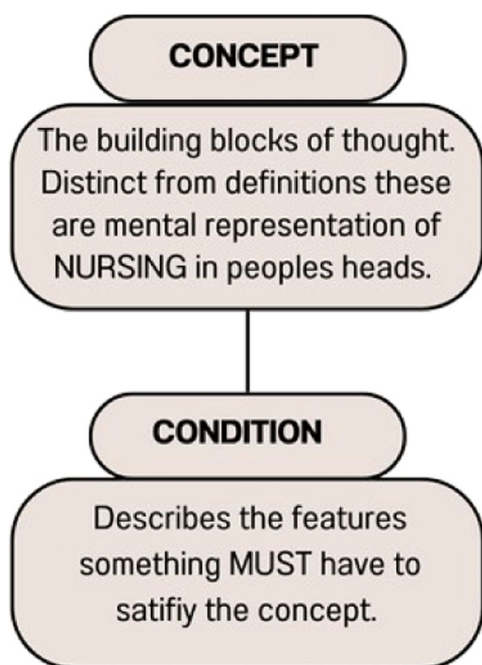 CONCEPT
The building blocks of thought.
Distinct from definitions these
are mental representation of
NURSING in peoples heads.
CONDITION
Describes the features
something MUST have to
satifiy the concept.